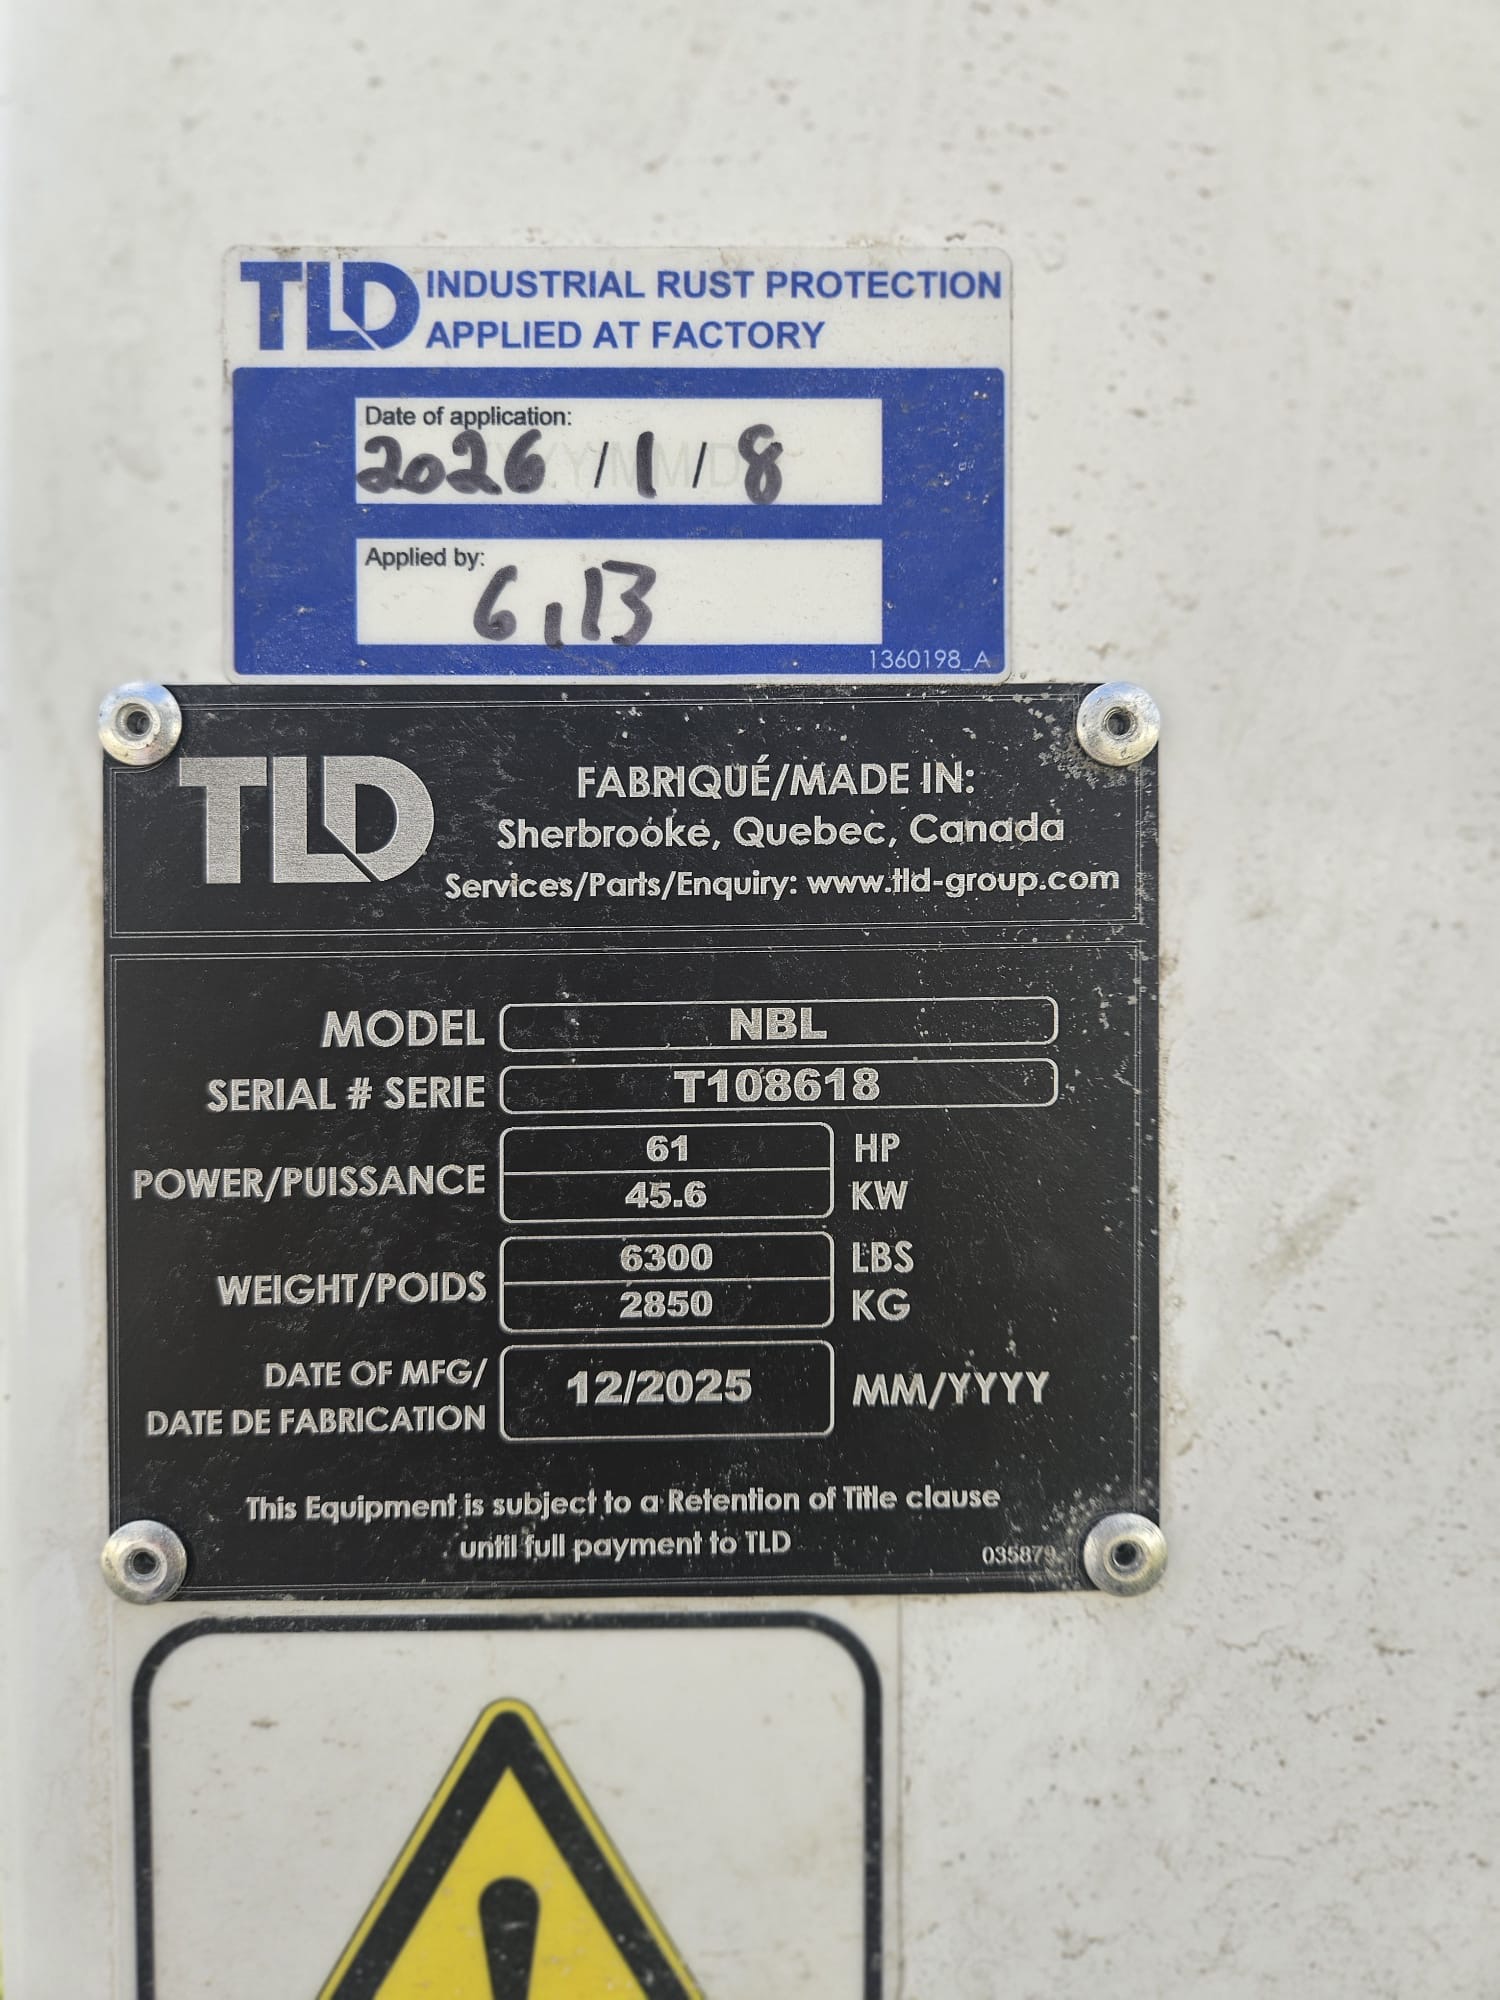 TLD INDUSTRIAL RUST PROTECTION
APPLIED AT FACTORY
Date of application:
2026 / 1 / 8
Applied by:
6,13
1360198_A
TLD
FABRIQUÉ/MADE IN:
Sherbrooke, Quebec, Canada
Services/Parts/Enquiry: www.tld-group.com
MODEL NBL
SERIAL # SERIE T108618
POWER/PUISSANCE 61 HP
45.6 KW
WEIGHT/POIDS 6300 LBS
2850 KG
DATE OF MFG/
DATE DE FABRICATION 12/2025 MM/YYYY
This Equipment is subject to a Retention of Title clause
until full payment to TLD
035879